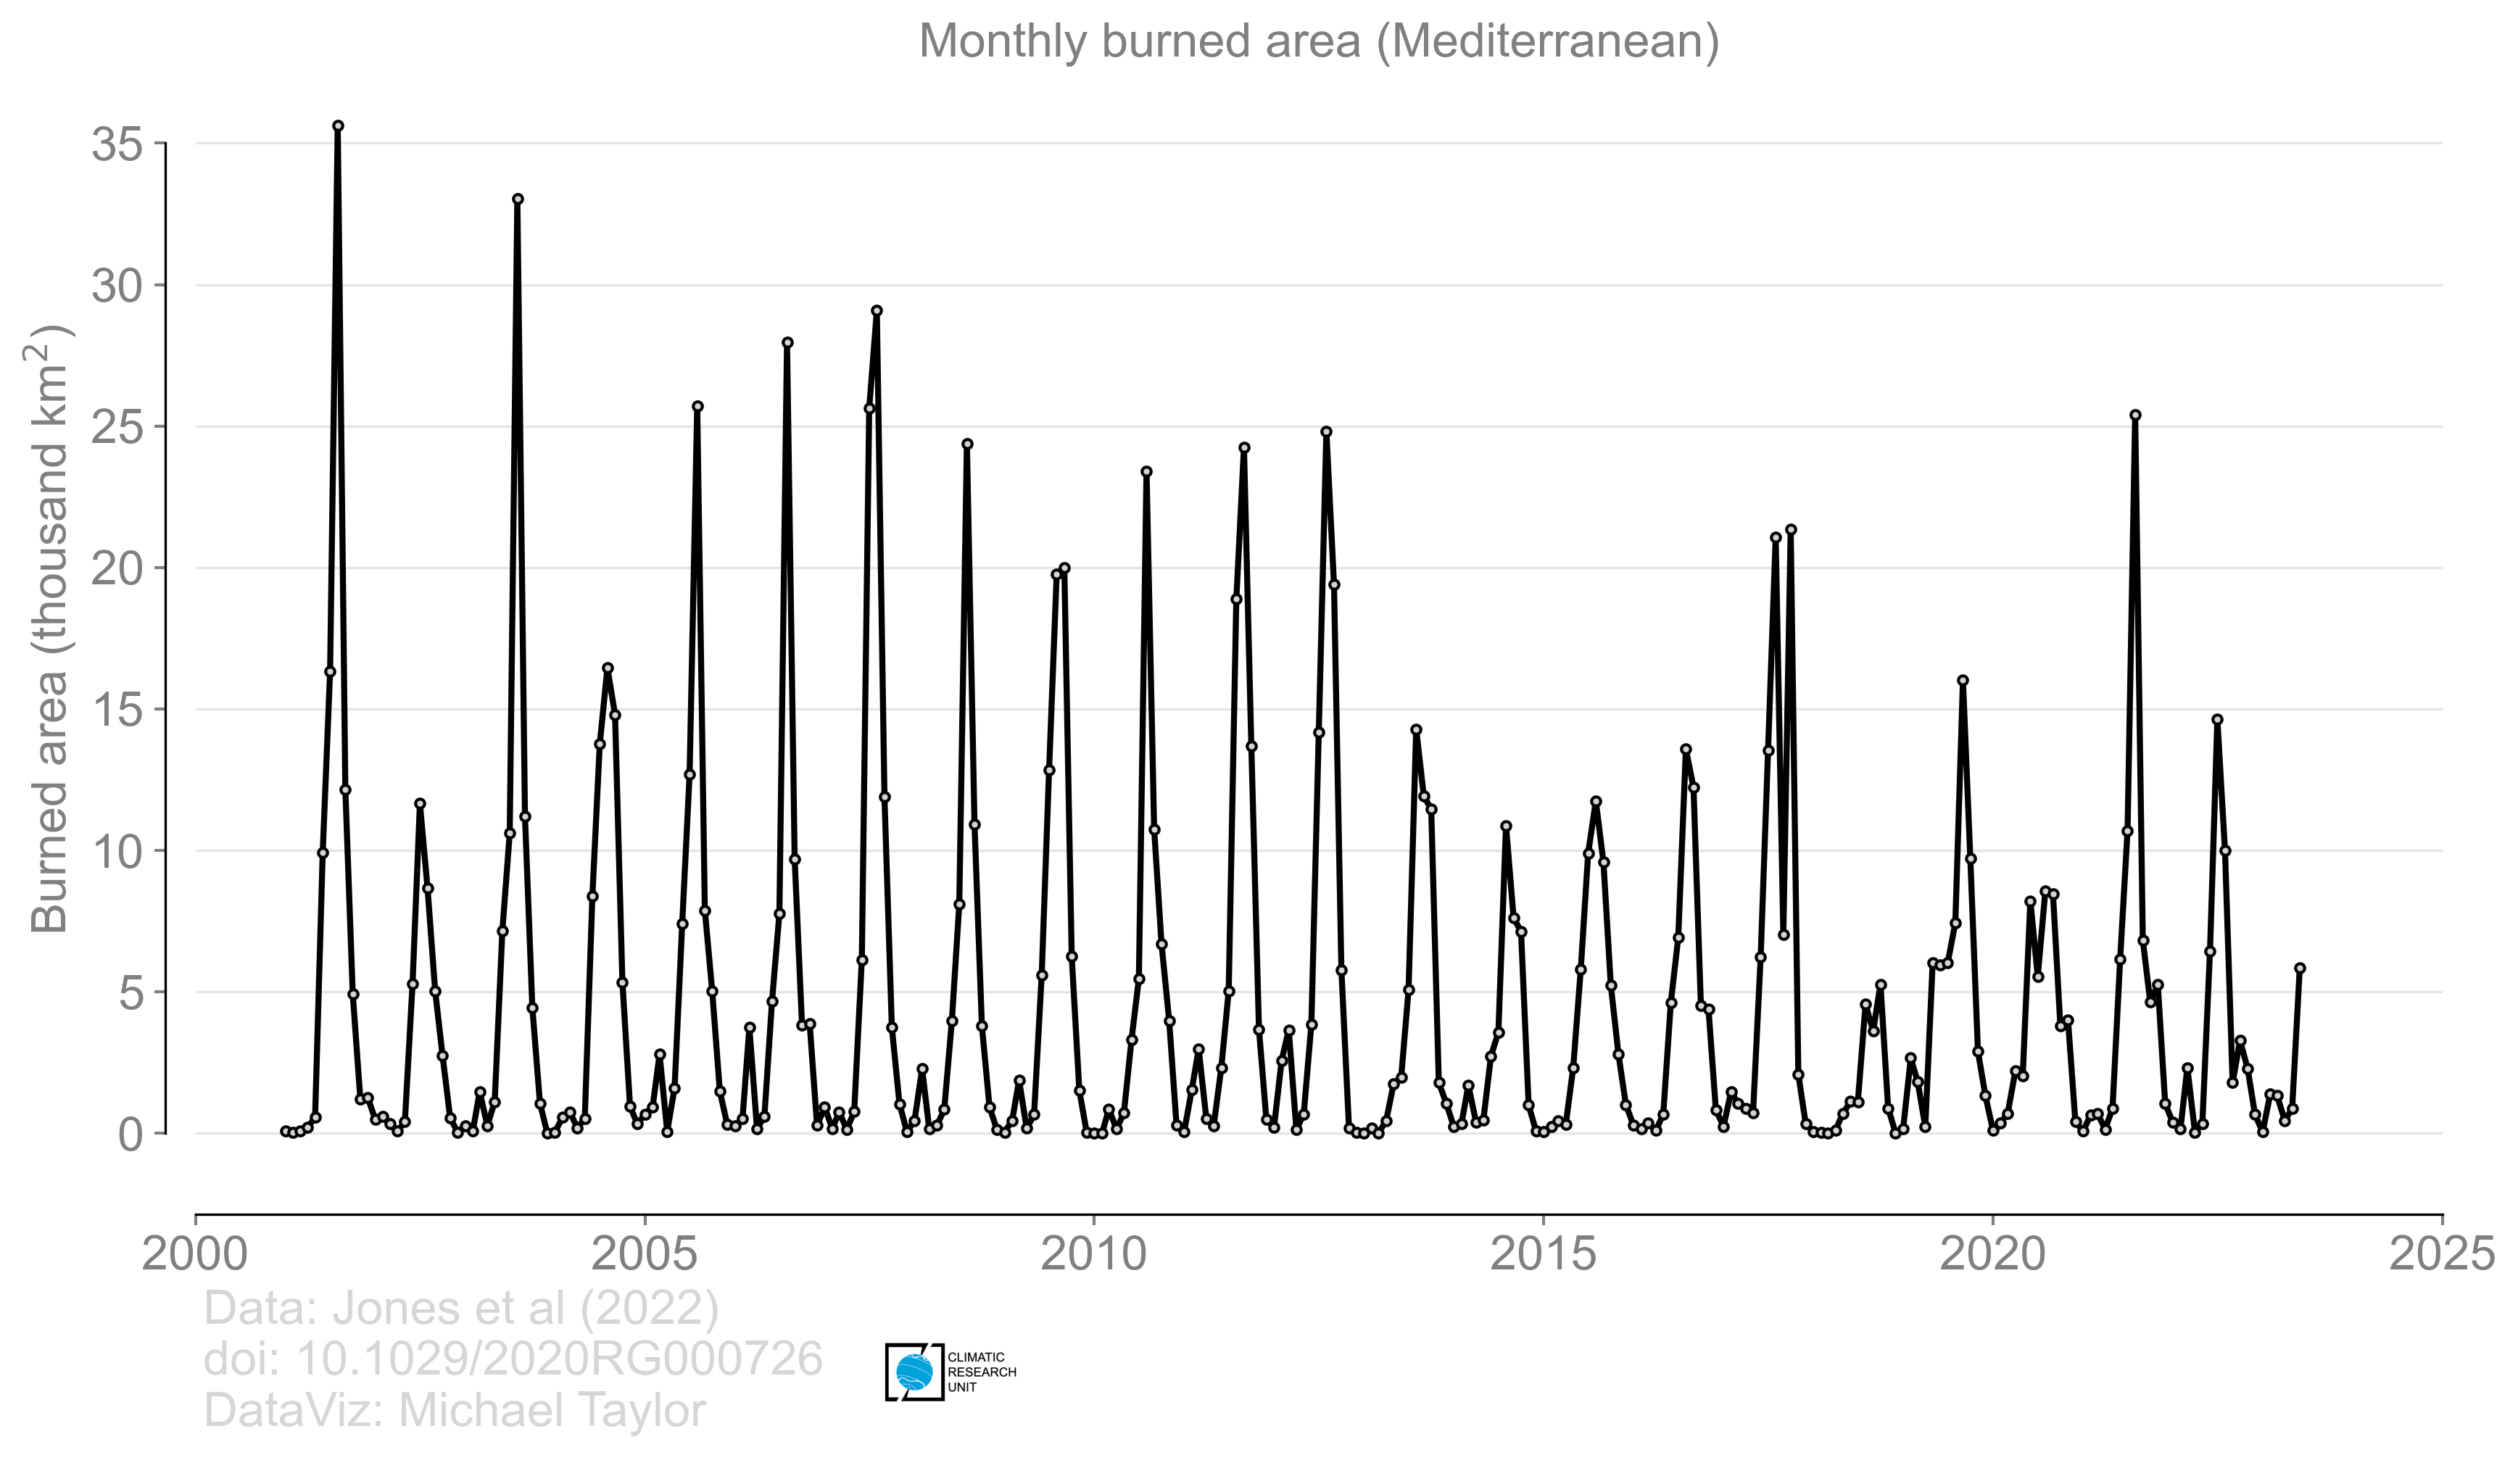 Monthly burned area (Mediterranean)
Burned area (thousand km²)
35
30
25
20
15
10
5
0
2000 2005 2010 2015 2020 2025
Data: Jones et al (2022)
doi: 10.1029/2020RG000726
DataViz: Michael Taylor
CLIMATIC
RESEARCH
UNIT